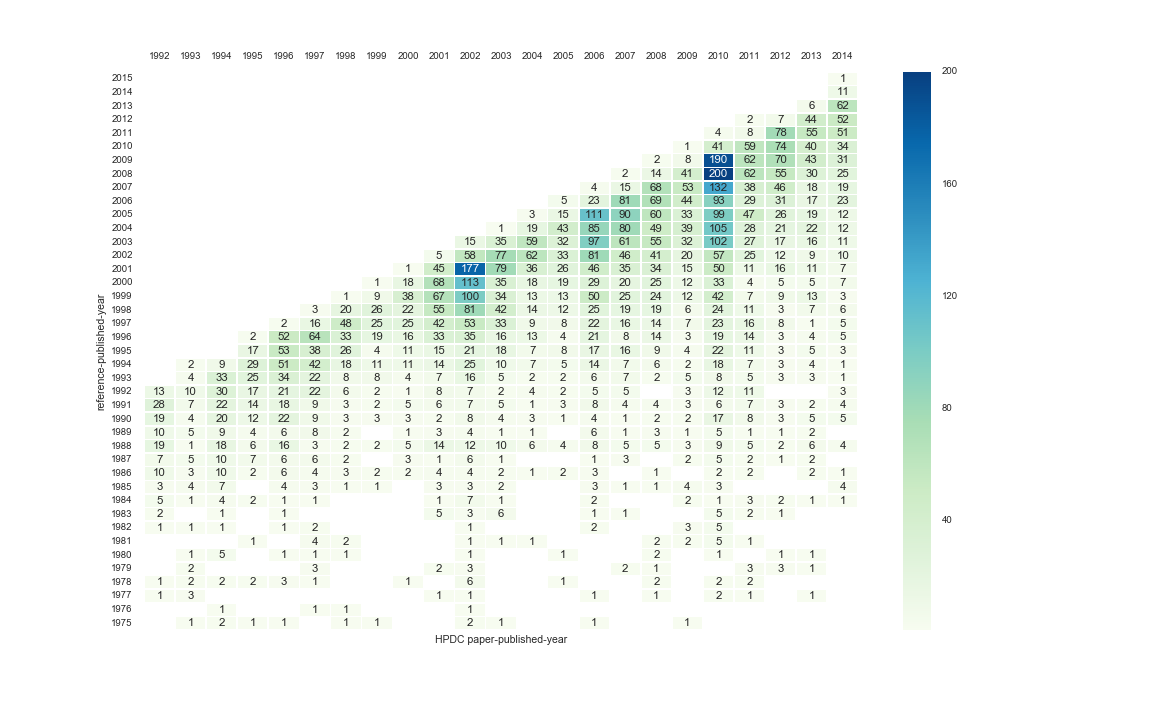 1992 1993 1994 1995 1996 1997 1998 1999 2000 2001 2002 2003 2004 2005 2006 2007 2008 2009 2010 2011 2012 2013 2014
2015 1
2014 11
2013 6 62
2012 2 7 44 52
2011 4 8 78 55 51
2010 1 41 59 74 40 34
2009 2 8 190 62 70 43 31
2008 2 14 41 200 62 55 30 25
2007 4 15 68 53 132 38 46 18 19
2006 5 23 81 69 44 93 29 31 17 23
2005 3 15 111 90 60 33 99 47 26 19 12
2004 1 19 43 85 80 49 39 105 28 21 22 12
2003 15 35 59 32 97 61 55 32 102 27 17 16 11
2002 5 58 77 62 33 81 46 41 20 57 25 12 9 10
2001 1 45 177 79 36 26 46 35 34 15 50 11 16 11 7
2000 1 18 68 113 35 18 19 29 20 25 12 33 4 5 5 7
1999 1 9 38 67 100 34 13 13 50 25 24 12 42 7 9 13 3
1998 3 20 26 22 55 81 42 14 12 25 19 19 6 24 11 3 7 6
1997 2 16 48 25 25 42 53 33 9 8 22 16 14 7 23 16 8 1 5
1996 2 52 64 33 19 16 33 35 16 13 4 21 8 14 3 19 14 3 4 5
1995 17 53 38 26 4 11 15 21 18 7 8 17 16 9 4 22 11 3 5 3
1994 2 9 29 51 42 18 11 11 14 25 10 7 5 14 7 6 2 18 7 3 4 1
1993 4 33 25 34 22 8 8 4 7 16 5 2 2 6 7 2 5 8 5 3 3 1
1992 13 10 30 17 21 22 6 2 1 8 7 2 4 2 5 5 3 12 11 3
1991 28 7 22 14 18 9 3 2 5 6 7 5 1 3 8 4 4 3 6 7 3 2 4
1990 19 4 20 12 22 9 3 3 3 2 8 4 3 1 4 1 2 2 17 8 3 5 5
1989 10 5 9 4 6 8 2 1 3 4 1 1 6 1 3 1 5 1 1 2
1988 19 1 18 6 16 3 2 2 5 14 12 10 6 4 8 5 5 3 9 5 2 6 4
1987 7 5 10 7 6 6 2 3 1 6 1 1 3 2 5 2 1 2
1986 10 3 10 2 6 4 3 2 2 4 4 2 1 2 3 1 2 2 2 1
1985 3 4 7 4 3 1 1 3 3 2 3 1 1 4 3 4
1984 5 1 4 2 1 1 1 7 1 2 2 1 3 2 1 1
1983 2 1 1 5 3 6 1 1 5 2 1
1982 1 1 1 1 2 1 2 3 5
1981 1 4 2 1 1 1 2 2 5 1
1980 1 5 1 1 1 1 1 2 1 1 1
1979 2 3 2 3 2 1 3 3 1
1978 1 2 2 2 3 1 1 6 1 2 2 2
1977 1 3 1 1 1 1 2 1 1
1976 1 1 1 1
1975 1 2 1 1 1 1 2 1 1 1
reference-published-year
HPDC paper-published-year
200
160
120
80
40